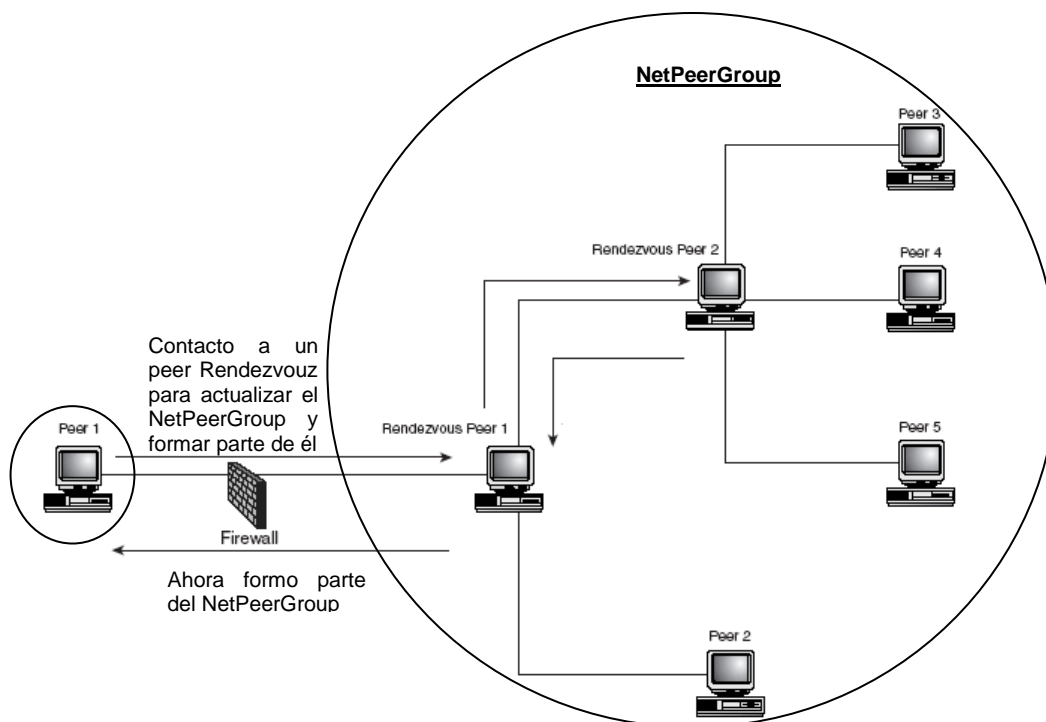 NetPeerGroup
Peer 3
Rendezvous Peer 2
Peer 4
Contacto a un
peer Rendezvouz
para actualizar el
NetPeerGroup y
formar parte de él
Peer 1
Rendezvous Peer 1
Peer 5
Firewall
Ahora formo parte
del NetPeerGroup
Peer 2